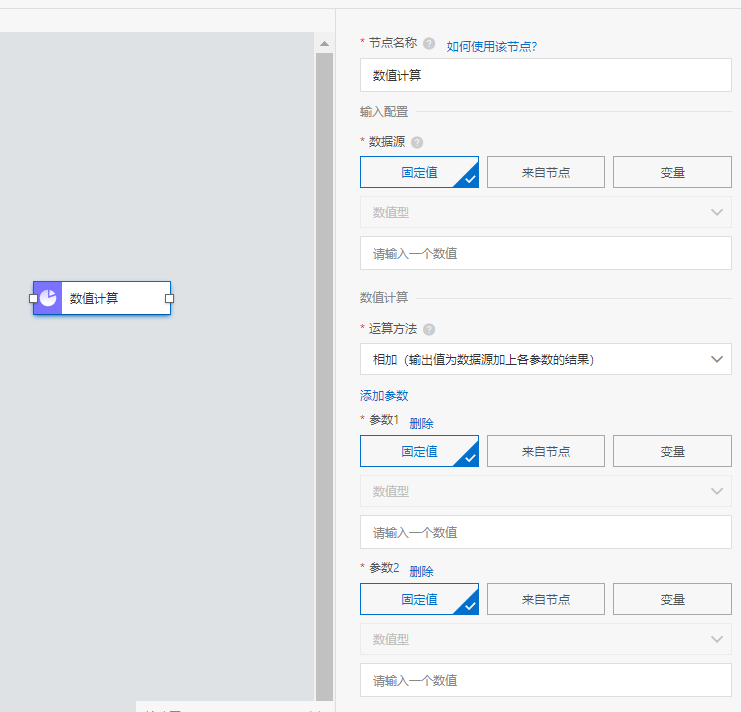 * 节点名称 ? 如何使用该节点?
数值计算
输入配置
* 数据源 ?
固定值 来自节点 变量
数值型
请输入一个数值
数值计算
数值计算
* 运算方法 ?
相加（输出值为数据源加上各参数的结果）
添加参数
* 参数1 删除
固定值 来自节点 变量
数值型
请输入一个数值
* 参数2 删除
固定值 来自节点 变量
数值型
请输入一个数值